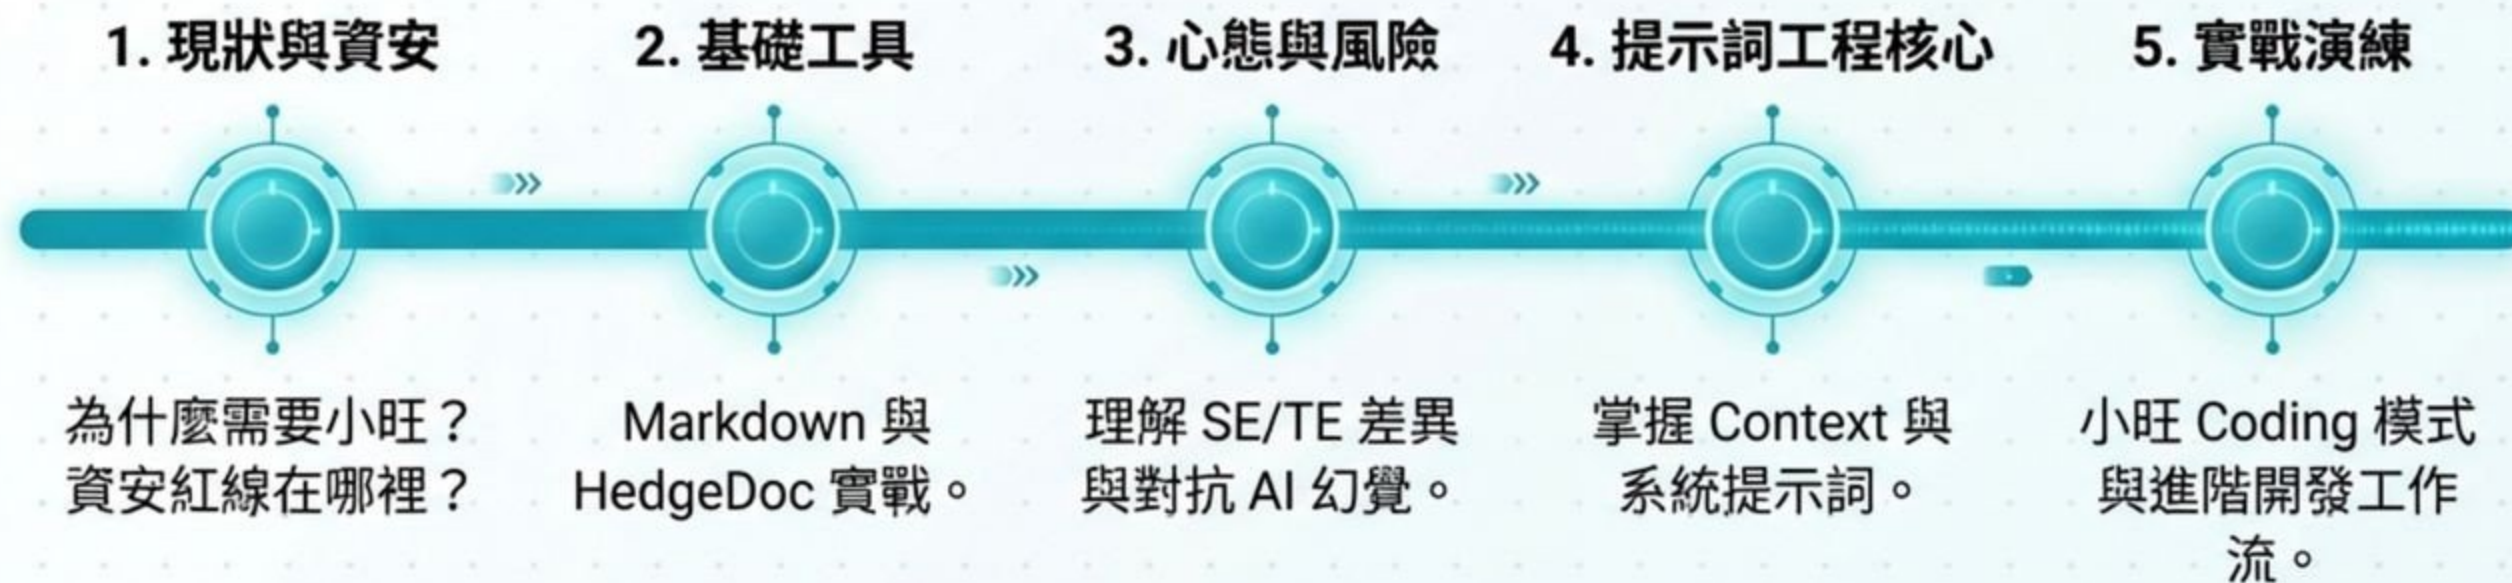 1. 現狀與資安
為什麼需要小旺？
資安紅線在哪裡？
2. 基礎工具
Markdown 與
HedgeDoc 實戰。
3. 心態與風險
理解 SE/TE 差異
與對抗 AI 幻覺。
4. 提示詞工程核心
掌握 Context 與
系統提示詞。
5. 實戰演練
小旺 Coding 模式
與進階開發工作
流。